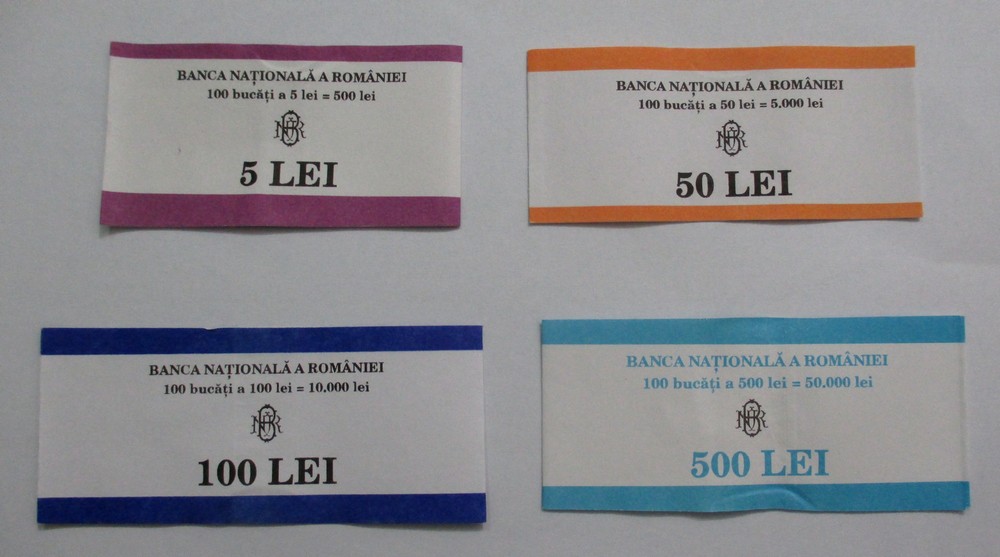 BANCA NAȚIONALĂ A ROMÂNIEI
100 bucăți a 5 lei = 500 lei
BNR
5 LEI
BANCA NAȚIONALĂ A ROMÂNIEI
100 bucăți a 50 lei = 5.000 lei
BNR
50 LEI
BANCA NAȚIONALĂ A ROMÂNIEI
100 bucăți a 100 lei = 10.000 lei
BNR
100 LEI
BANCA NAȚIONALĂ A ROMÂNIEI
100 bucăți a 500 lei = 50.000 lei
BNR
500 LEI